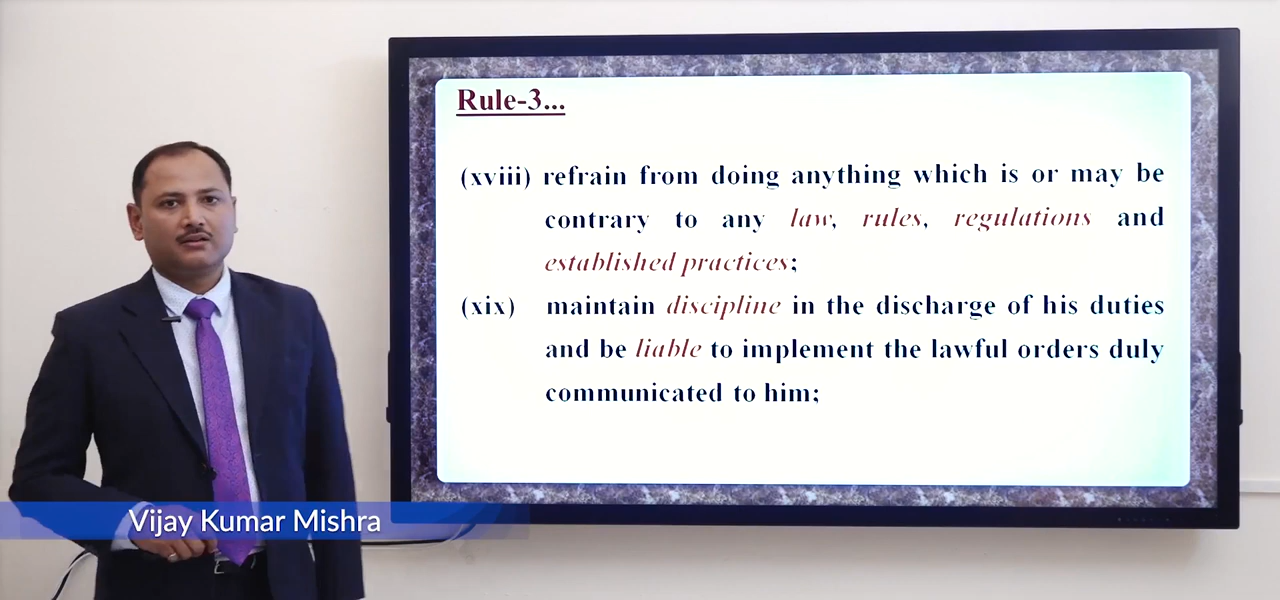 Rule-3...
(xviii) refrain from doing anything which is or may be
contrary to any law, rules, regulations and
established practices;
(xix) maintain discipline in the discharge of his duties
and be liable to implement the lawful orders duly
communicated to him;
Vijay Kumar Mishra